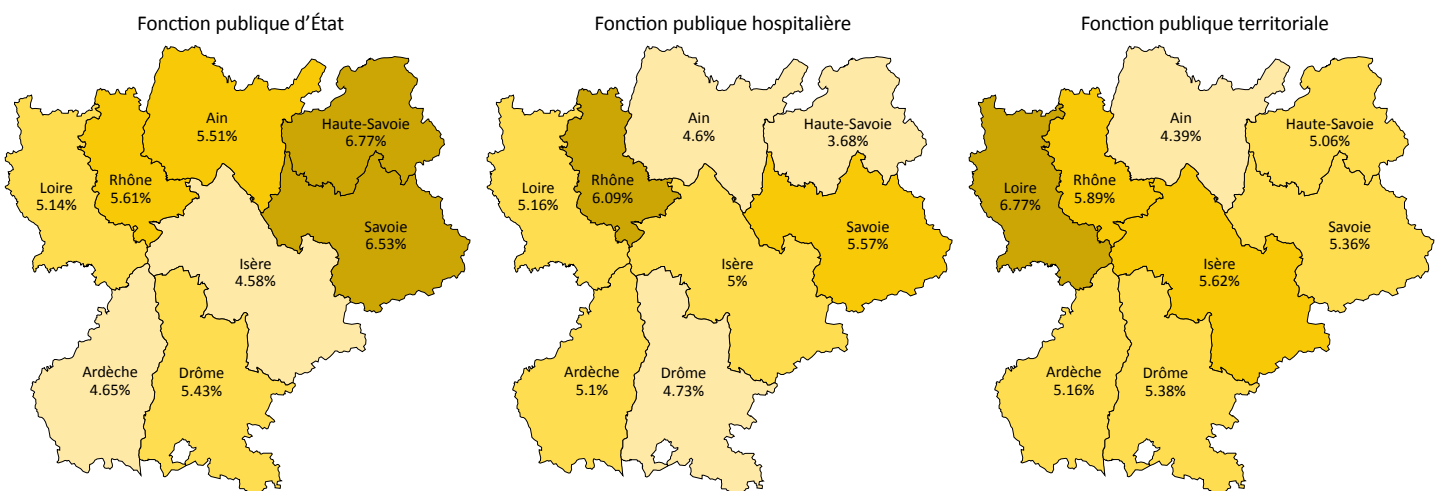 Fonction publique d’État
Ain
5.51%
Haute-Savoie
6.77%
Loire
5.14%
Rhône
5.61%
Savoie
6.53%
Isère
4.58%
Ardèche
4.65%
Drôme
5.43%
Fonction publique hospitalière
Ain
4.6%
Haute-Savoie
3.68%
Loire
5.16%
Rhône
6.09%
Savoie
5.57%
Isère
5%
Ardèche
5.1%
Drôme
4.73%
Fonction publique territoriale
Ain
4.39%
Haute-Savoie
5.06%
Loire
6.77%
Rhône
5.89%
Savoie
5.36%
Isère
5.62%
Ardèche
5.16%
Drôme
5.38%